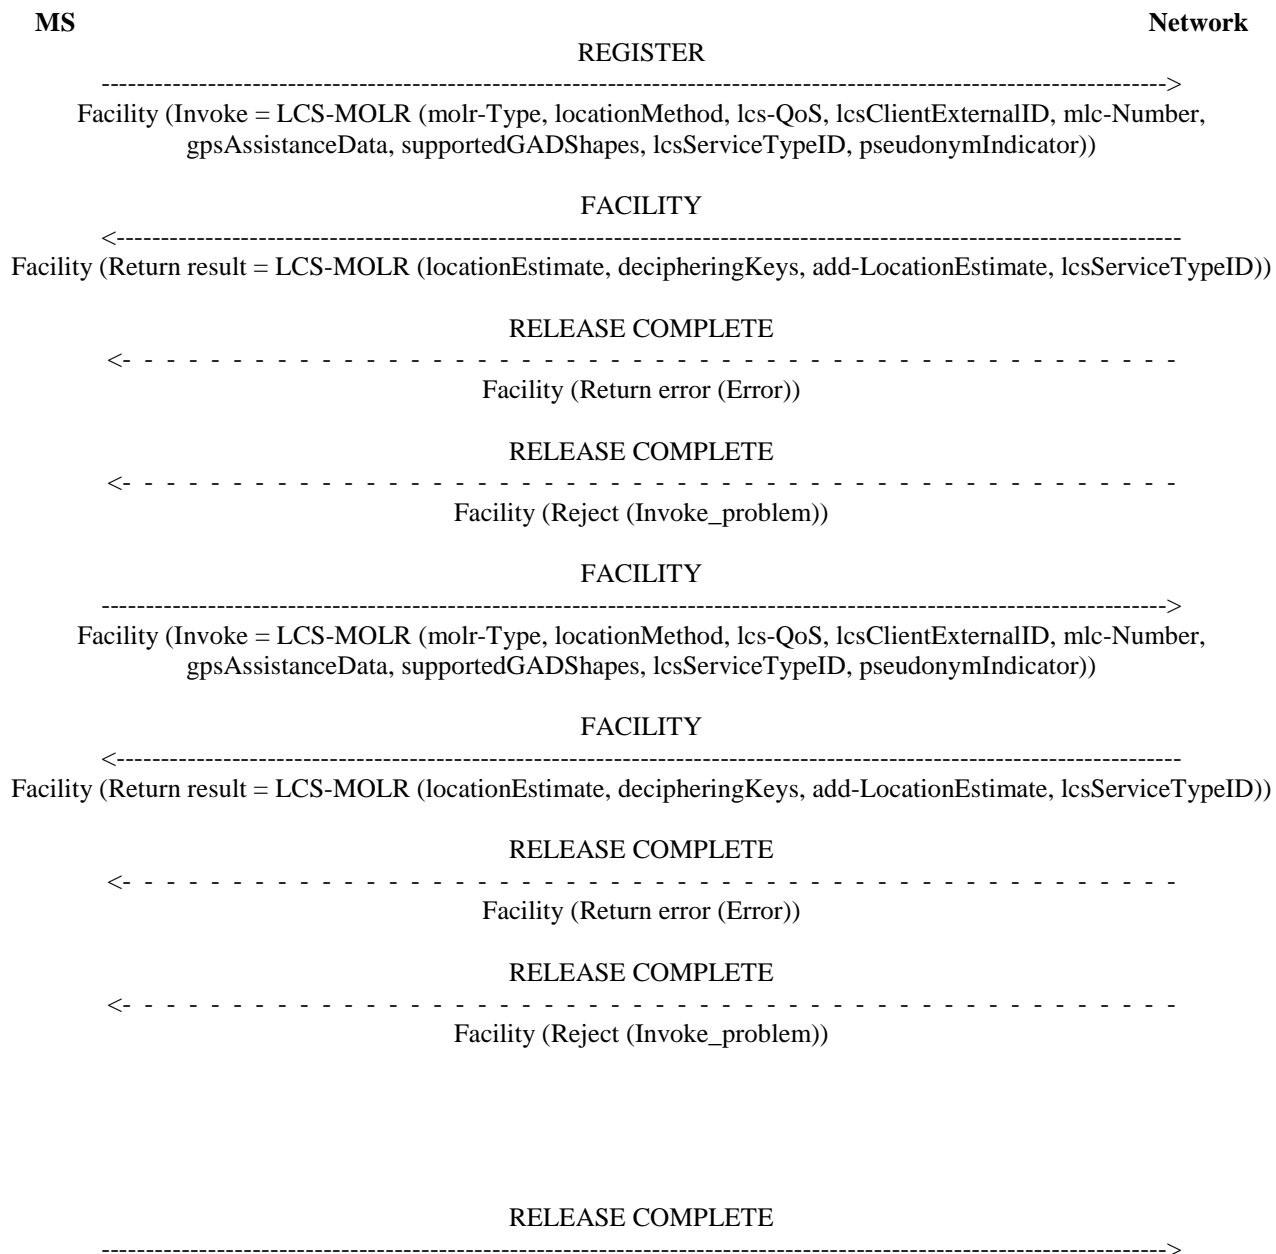 MS Network
REGISTER
------------------------------------------------------------------------------------------------------------------------>
Facility (Invoke = LCS-MOLR (molr-Type, locationMethod, lcs-QoS, lcsClientExternalID, mlc-Number,
gpsAssistanceData, supportedGADShapes, lcsServiceTypeID, pseudonymIndicator))
FACILITY
<------------------------------------------------------------------------------------------------------------------------
Facility (Return result = LCS-MOLR (locationEstimate, decipheringKeys, add-LocationEstimate, lcsServiceTypeID))
RELEASE COMPLETE
<- - - - - - - - - - - - - - - - - - - - - - - - - - - - - - - - - - - - - - - - - - - - - - - -
Facility (Return error (Error))
RELEASE COMPLETE
<- - - - - - - - - - - - - - - - - - - - - - - - - - - - - - - - - - - - - - - - - - - - - - - -
Facility (Reject (Invoke_problem))
FACILITY
------------------------------------------------------------------------------------------------------------------------>
Facility (Invoke = LCS-MOLR (molr-Type, locationMethod, lcs-QoS, lcsClientExternalID, mlc-Number,
gpsAssistanceData, supportedGADShapes, lcsServiceTypeID, pseudonymIndicator))
FACILITY
<------------------------------------------------------------------------------------------------------------------------
Facility (Return result = LCS-MOLR (locationEstimate, decipheringKeys, add-LocationEstimate, lcsServiceTypeID))
RELEASE COMPLETE
<- - - - - - - - - - - - - - - - - - - - - - - - - - - - - - - - - - - - - - - - - - - - - - - -
Facility (Return error (Error))
RELEASE COMPLETE
<- - - - - - - - - - - - - - - - - - - - - - - - - - - - - - - - - - - - - - - - - - - - - - - -
Facility (Reject (Invoke_problem))
RELEASE COMPLETE
------------------------------------------------------------------------------------------------------------------------>